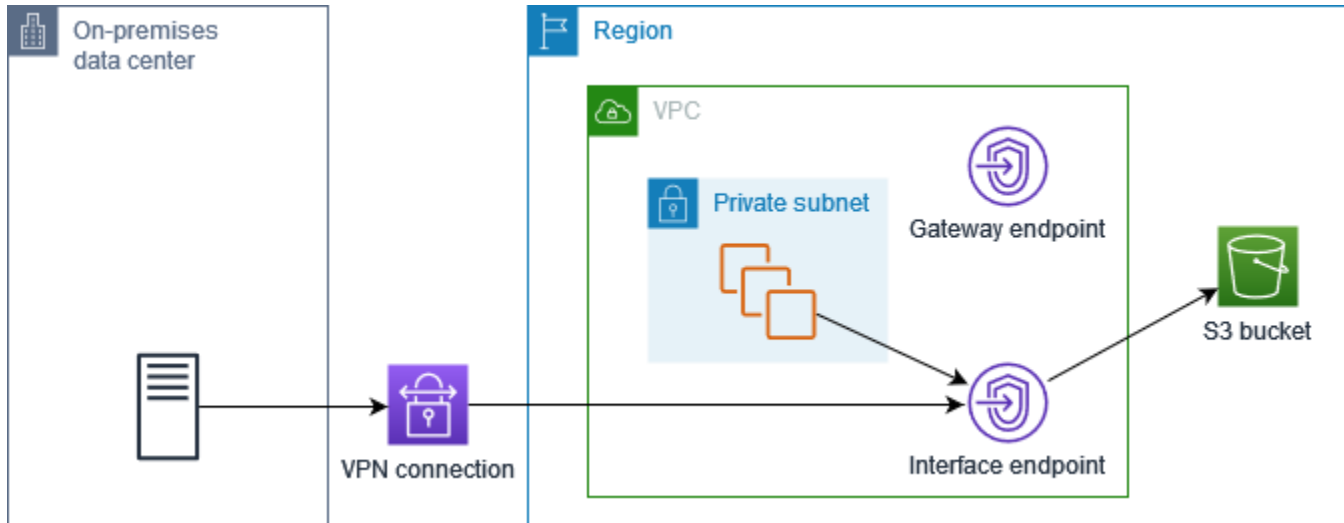 On-premises
data center
Region
VPC
Private subnet
Gateway endpoint
S3 bucket
VPN connection
Interface endpoint